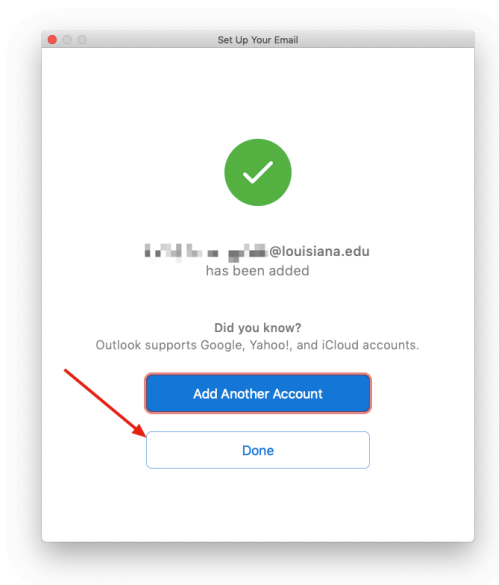 Set Up Your Email
@louisiana.edu
has been added
Did you know?
Outlook supports Google, Yahoo!, and iCloud accounts.
Add Another Account
Done